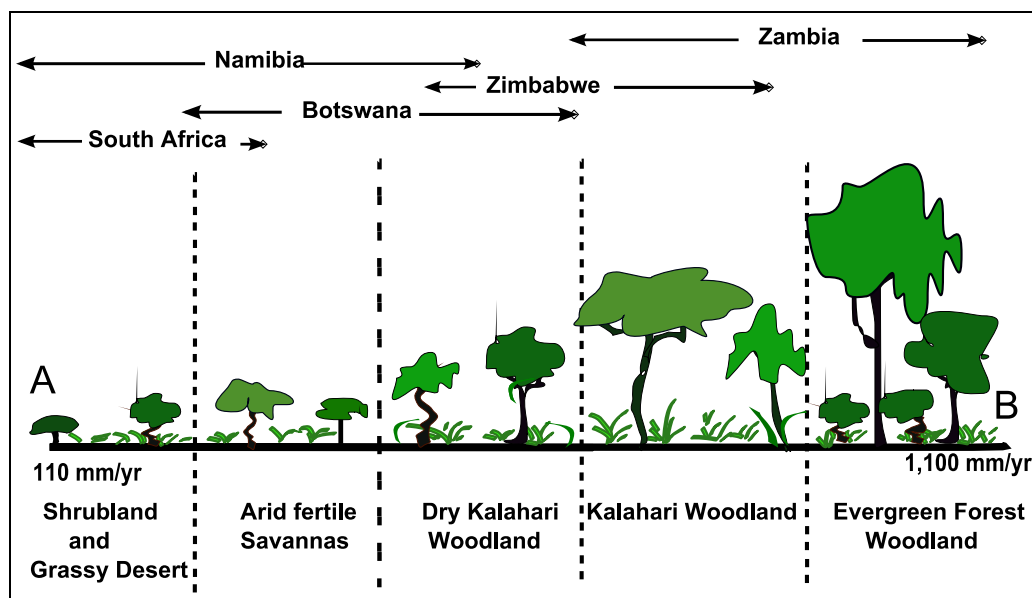 Zambia
Namibia
Zimbabwe
Botswana
South Africa
A
B
110 mm/yr
1,100 mm/yr
Shrubland
and
Grassy Desert
Arid fertile
Savannas
Dry Kalahari
Woodland
Kalahari Woodland
Evergreen Forest
Woodland